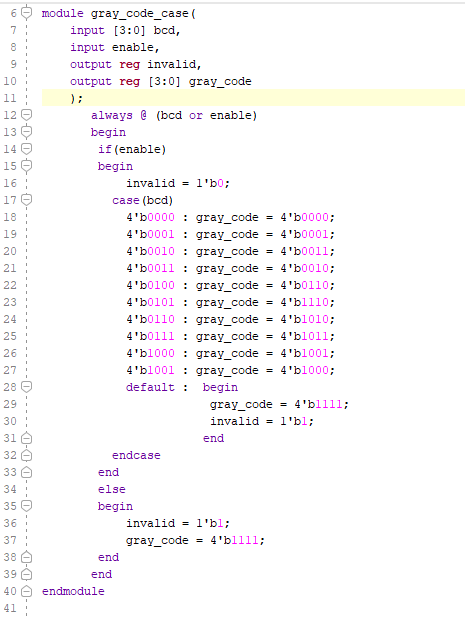 6 module gray_code_case(
7 input [3:0] bcd,
8 input enable,
9 output reg invalid,
10 output reg [3:0] gray_code
11 );
12 always @ (bcd or enable)
13 begin
14 if(enable)
15 begin
16 invalid = 1'b0;
17 case(bcd)
18 4'b0000 : gray_code = 4'b0000;
19 4'b0001 : gray_code = 4'b0001;
20 4'b0010 : gray_code = 4'b0011;
21 4'b0011 : gray_code = 4'b0010;
22 4'b0100 : gray_code = 4'b0110;
23 4'b0101 : gray_code = 4'b1110;
24 4'b0110 : gray_code = 4'b1010;
25 4'b0111 : gray_code = 4'b1011;
26 4'b1000 : gray_code = 4'b1001;
27 4'b1001 : gray_code = 4'b1000;
28 default : begin
29 gray_code = 4'b1111;
30 invalid = 1'b1;
31 end
32 endcase
33 end
34 else
35 begin
36 invalid = 1'b1;
37 gray_code = 4'b1111;
38 end
39 end
40 endmodule
41